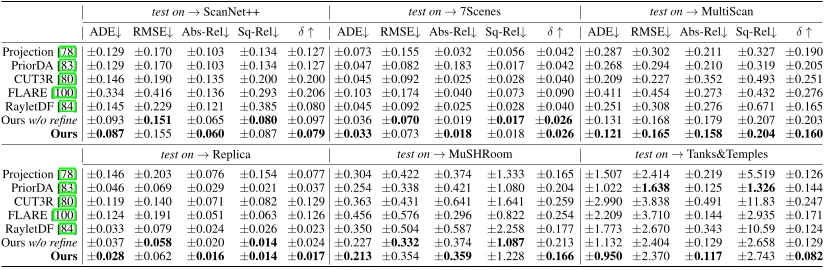 test on → ScanNet++ test on → 7Scenes test on → MultiScan
ADE↓ RMSE↓ Abs-Rel↓ Sq-Rel↓ δ ↑ ADE↓ RMSE↓ Abs-Rel↓ Sq-Rel↓ δ ↑ ADE↓ RMSE↓ Abs-Rel↓ Sq-Rel↓ δ ↑
Projection [78] ±0.129 ±0.170 ±0.103 ±0.134 ±0.127 ±0.073 ±0.155 ±0.032 ±0.056 ±0.042 ±0.287 ±0.302 ±0.211 ±0.327 ±0.190
PriorDA [83] ±0.129 ±0.170 ±0.103 ±0.134 ±0.127 ±0.047 ±0.082 ±0.183 ±0.017 ±0.042 ±0.268 ±0.294 ±0.210 ±0.319 ±0.205
CUT3R [80] ±0.146 ±0.190 ±0.135 ±0.200 ±0.200 ±0.045 ±0.092 ±0.025 ±0.028 ±0.040 ±0.209 ±0.227 ±0.352 ±0.493 ±0.251
FLARE [100] ±0.334 ±0.416 ±0.136 ±0.293 ±0.206 ±0.103 ±0.174 ±0.040 ±0.073 ±0.090 ±0.411 ±0.454 ±0.273 ±0.432 ±0.276
RayletDF [84] ±0.145 ±0.229 ±0.121 ±0.385 ±0.080 ±0.045 ±0.092 ±0.025 ±0.028 ±0.040 ±0.251 ±0.308 ±0.276 ±0.671 ±0.165
Ours w/o refine ±0.093 ±0.151 ±0.065 ±0.080 ±0.097 ±0.036 ±0.070 ±0.019 ±0.017 ±0.026 ±0.131 ±0.168 ±0.179 ±0.207 ±0.203
Ours ±0.087 ±0.155 ±0.060 ±0.087 ±0.079 ±0.033 ±0.073 ±0.018 ±0.018 ±0.026 ±0.121 ±0.165 ±0.158 ±0.204 ±0.160
test on → Replica test on → MuSHRoom test on → Tanks&Temples
Projection [78] ±0.146 ±0.203 ±0.076 ±0.154 ±0.077 ±0.304 ±0.422 ±0.374 ±1.333 ±0.165 ±1.507 ±2.414 ±0.219 ±5.519 ±0.126
PriorDA [83] ±0.046 ±0.069 ±0.029 ±0.021 ±0.037 ±0.254 ±0.338 ±0.421 ±1.080 ±0.204 ±1.022 ±1.638 ±0.125 ±1.326 ±0.144
CUT3R [80] ±0.119 ±0.140 ±0.071 ±0.082 ±0.129 ±0.363 ±0.431 ±0.641 ±1.641 ±0.259 ±2.990 ±3.838 ±0.491 ±11.83 ±0.247
FLARE [100] ±0.124 ±0.191 ±0.051 ±0.063 ±0.126 ±0.456 ±0.576 ±0.296 ±0.822 ±0.254 ±2.209 ±3.710 ±0.144 ±2.935 ±0.171
RayletDF [84] ±0.033 ±0.079 ±0.024 ±0.026 ±0.023 ±0.350 ±0.504 ±0.587 ±2.258 ±0.177 ±1.773 ±2.670 ±0.343 ±10.59 ±0.124
Ours w/o refine ±0.037 ±0.058 ±0.020 ±0.014 ±0.024 ±0.227 ±0.332 ±0.374 ±1.087 ±0.213 ±1.132 ±2.404 ±0.129 ±2.658 ±0.129
Ours ±0.028 ±0.062 ±0.016 ±0.014 ±0.017 ±0.213 ±0.354 ±0.359 ±1.228 ±0.166 ±0.950 ±2.370 ±0.117 ±2.743 ±0.082